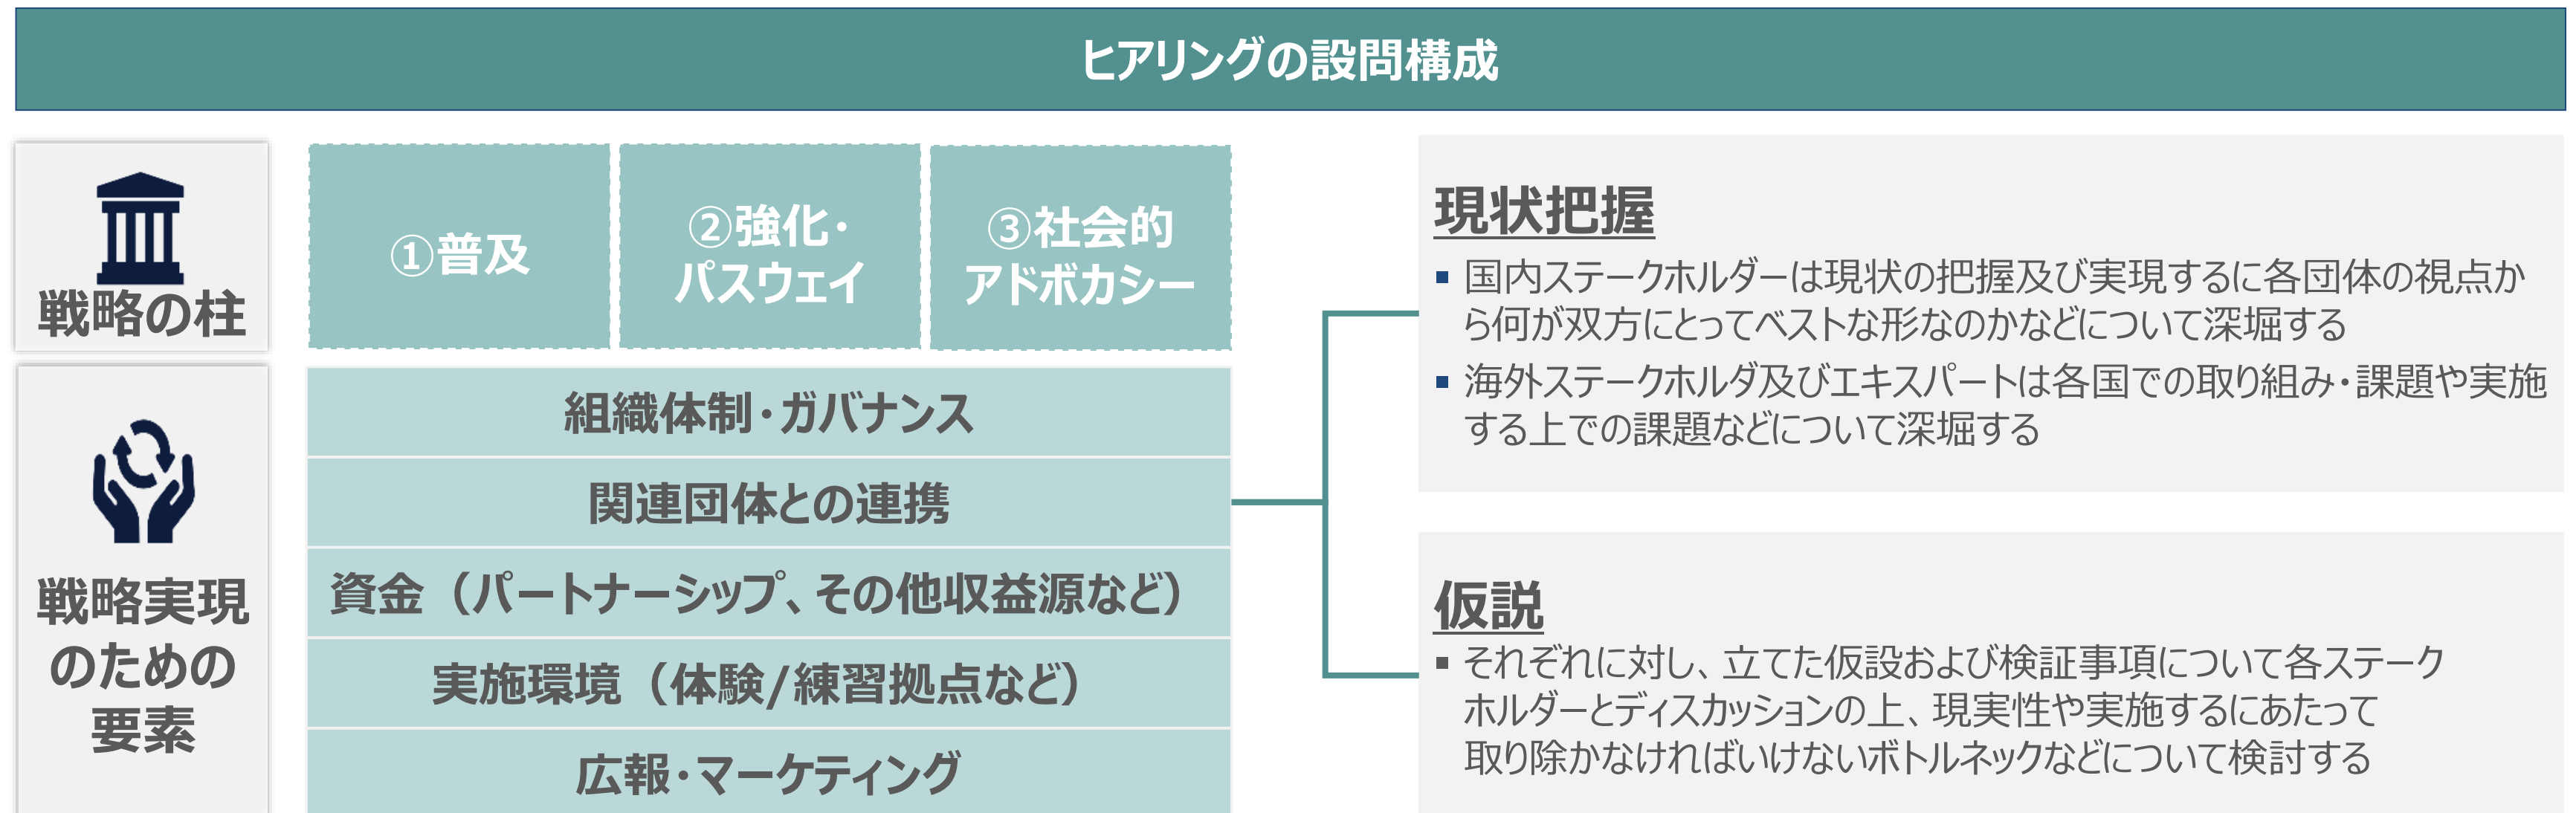 ヒアリングの設問構成
戦略の柱
①普及
②強化・
パスウェイ
③社会的
アドボカシー
戦略実現
のための
要素
組織体制・ガバナンス
関連団体との連携
資金（パートナーシップ、その他収益源など）
実施環境（体験/練習拠点など）
広報・マーケティング
現状把握
▪ 国内ステークホルダーは現状の把握及び実現するに各団体の視点か
ら何が双方にとってベストな形なのかなどについて深堀する
▪ 海外ステークホルダ及びエキスパートは各国での取り組み・課題や実施
する上での課題などについて深堀する
仮説
▪ それぞれに対し、立てた仮設および検証事項について各ステーク
ホルダーとディスカッションの上、現実性や実施するにあたって
取り除かなければいけないボトルネックなどについて検討する